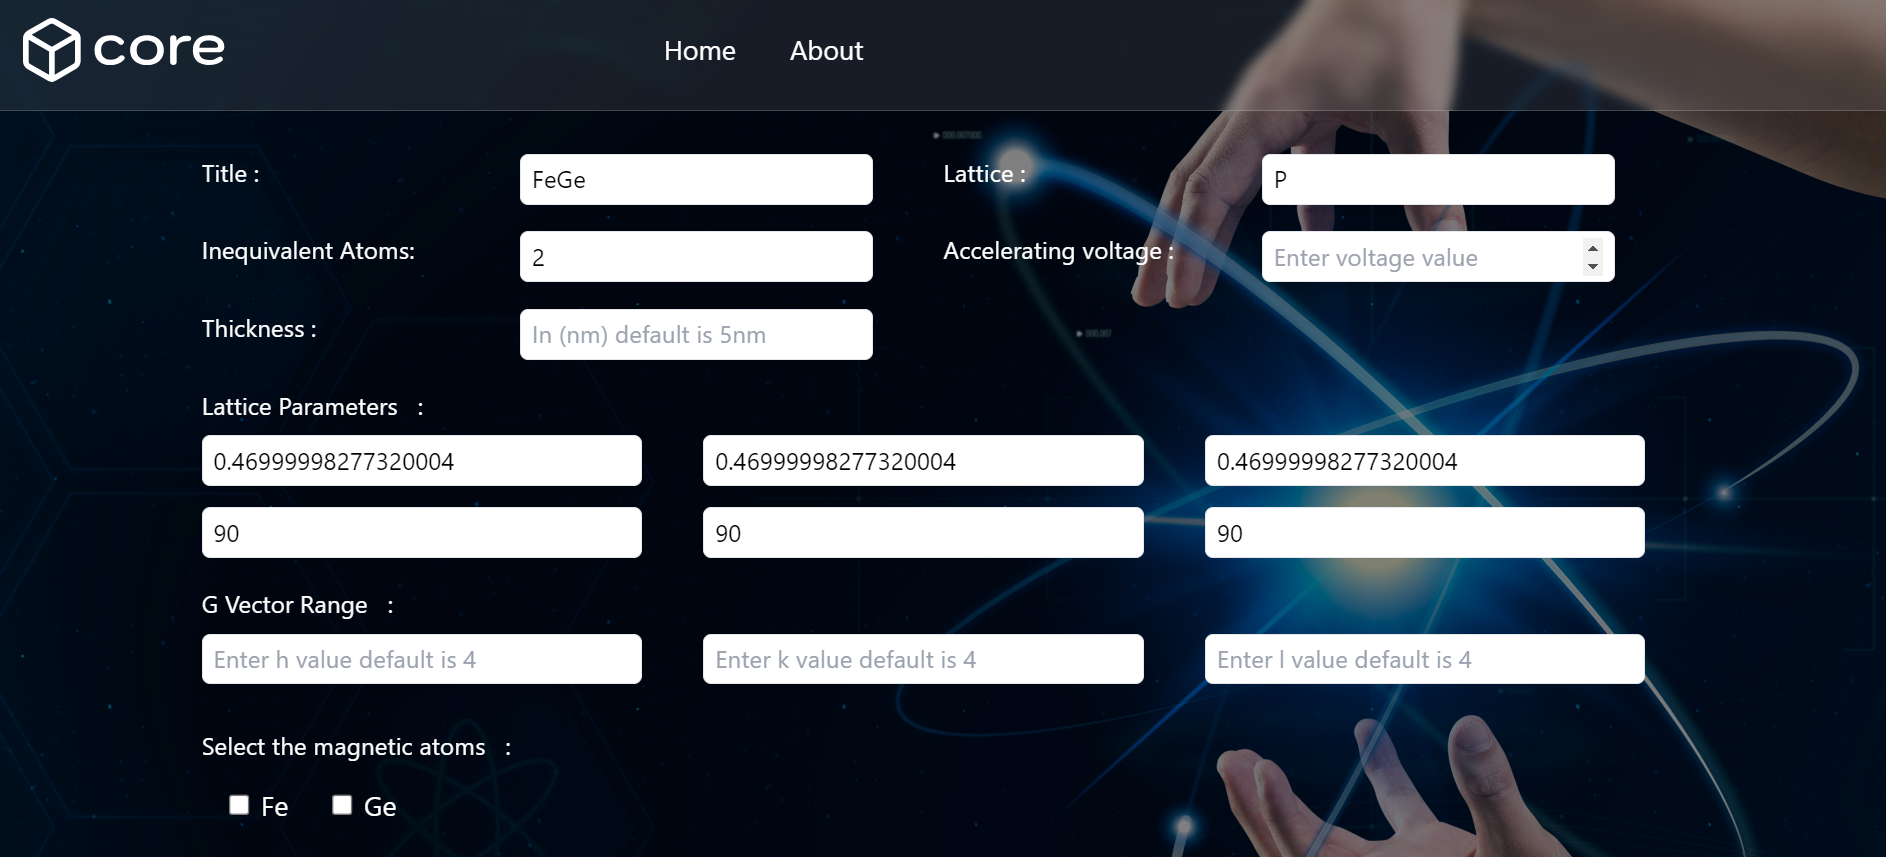 core
Home About
Title : FeGe Lattice : P
Inequivalent Atoms: 2 Accelerating voltage : Enter voltage value
Thickness : In (nm) default is 5nm
Lattice Parameters :
0.46999998277320004 0.46999998277320004 0.46999998277320004
90 90 90
G Vector Range :
Enter h value default is 4 Enter k value default is 4 Enter l value default is 4
Select the magnetic atoms :
Fe Ge